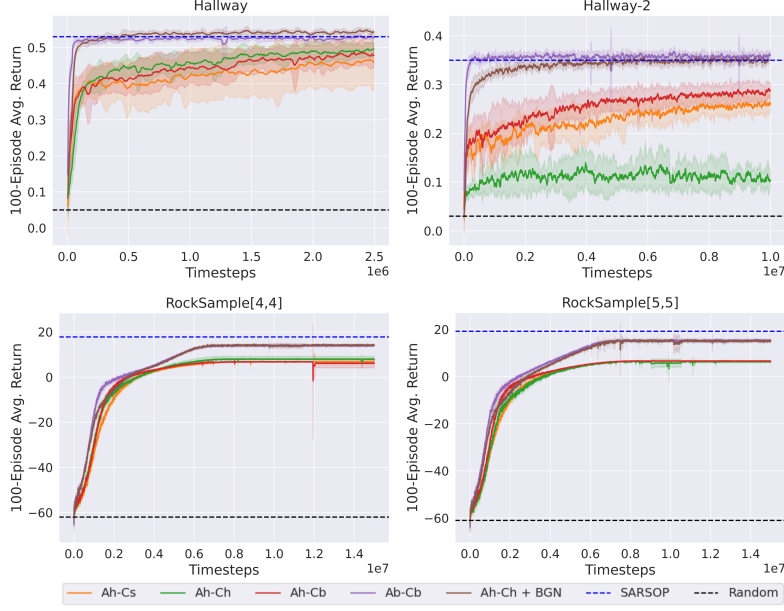 Hallway
Hallway-2
100-Episode Avg. Return
0.5
0.4
0.3
0.2
0.1
0.0
0.0 0.5 1.0 1.5 2.0 2.5
1e6
Timesteps
100-Episode Avg. Return
0.4
0.3
0.2
0.1
0.0
0.0 0.2 0.4 0.6 0.8 1.0
1e7
Timesteps
RockSample[4,4]
RockSample[5,5]
100-Episode Avg. Return
20
0
−20
−40
−60
0.0 0.2 0.4 0.6 0.8 1.0 1.2 1.4
1e7
Timesteps
100-Episode Avg. Return
20
0
−20
−40
−60
0.0 0.2 0.4 0.6 0.8 1.0 1.2 1.4
1e7
Timesteps
Ah-Cs Ah-Ch Ah-Cb Ab-Cb Ah-Ch + BGN SARSOP Random